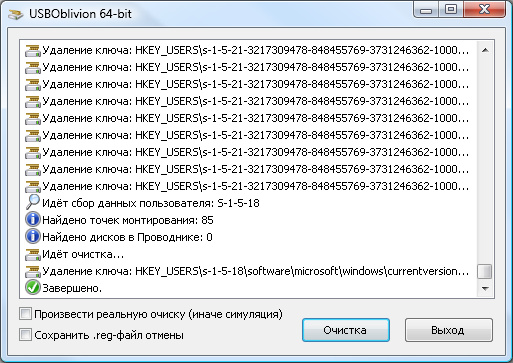 USBOblivion 64-bit
Удаление ключа: HKEY_USERS\s-1-5-21-3217309478-848455769-3731246362-1000...
Удаление ключа: HKEY_USERS\s-1-5-21-3217309478-848455769-3731246362-1000...
Удаление ключа: HKEY_USERS\s-1-5-21-3217309478-848455769-3731246362-1000...
Удаление ключа: HKEY_USERS\s-1-5-21-3217309478-848455769-3731246362-1000...
Удаление ключа: HKEY_USERS\s-1-5-21-3217309478-848455769-3731246362-1000...
Удаление ключа: HKEY_USERS\s-1-5-21-3217309478-848455769-3731246362-1000...
Удаление ключа: HKEY_USERS\s-1-5-21-3217309478-848455769-3731246362-1000...
Удаление ключа: HKEY_USERS\s-1-5-21-3217309478-848455769-3731246362-1000...
Удаление ключа: HKEY_USERS\s-1-5-21-3217309478-848455769-3731246362-1000...
Идёт сбор данных пользователя: S-1-5-18
Найдено точек монтирования: 85
Найдено дисков в Проводнике: 0
Идёт очистка...
Удаление ключа: HKEY_USERS\s-1-5-18\software\microsoft\windows\currentversion...
Завершено.
Произвести реальную очиску (иначе симуляция)
Сохранить .reg-файл отмены
Очистка
Выход